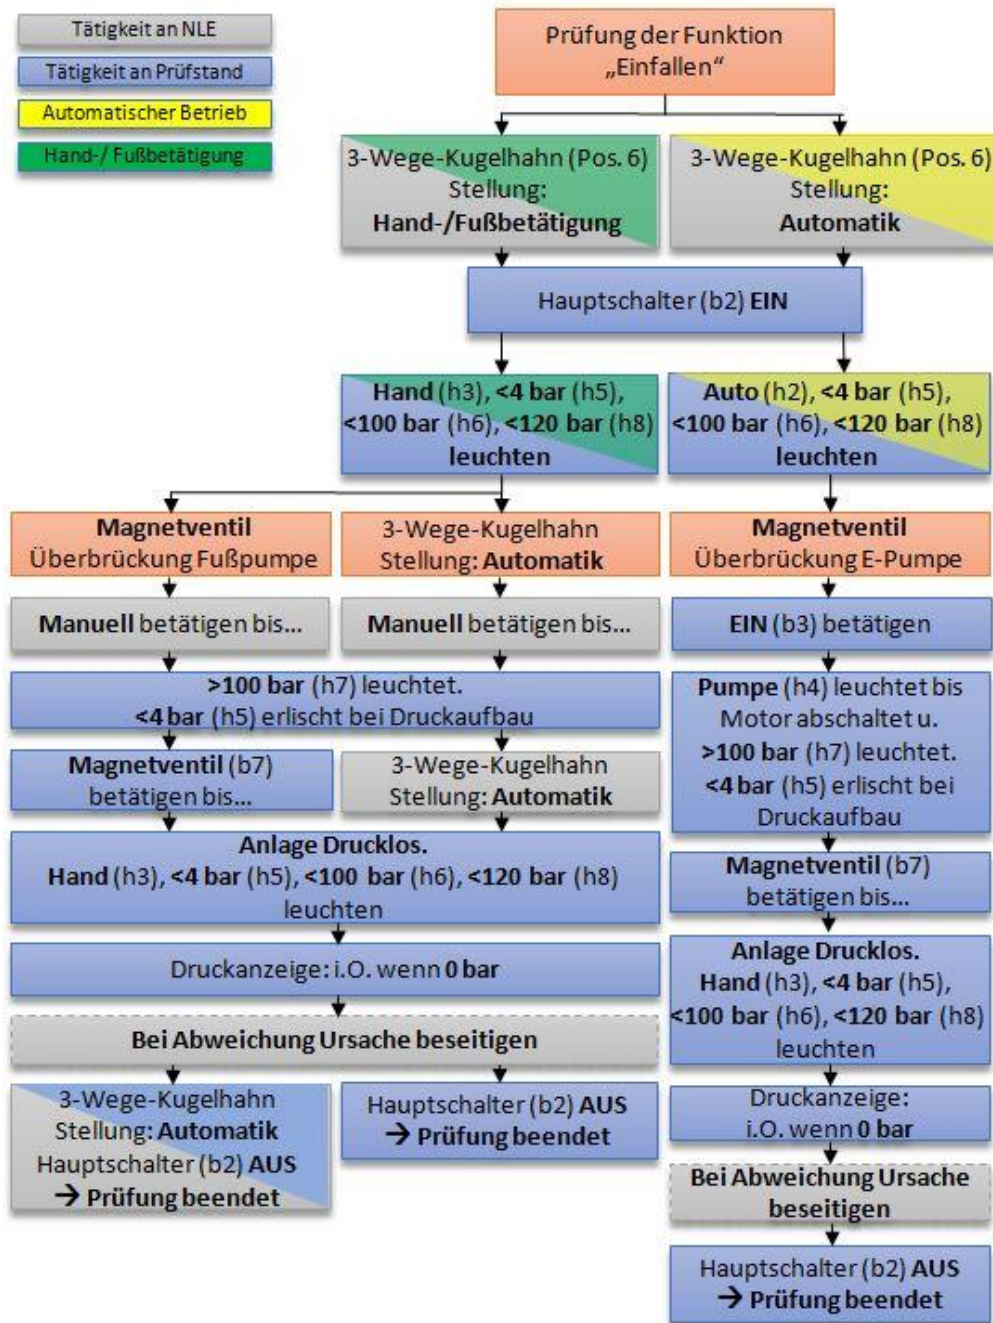 Tätigkeit an NLE
Tätigkeit an Prüfstand
Automatischer Betrieb
Hand-/ Fußbetätigung
Prüfung der Funktion
„Einfallen“
3-Wege-Kugelhahn (Pos. 6)
Stellung:
Hand-/Fußbetätigung
3-Wege-Kugelhahn (Pos. 6)
Stellung:
Automatik
Hauptschalter (b2) EIN
Hand (h3), <4 bar (h5),
<100 bar (h6), <120 bar (h8)
leuchten
Auto (h2), <4 bar (h5),
<100 bar (h6), <120 bar (h8)
leuchten
Magnetventil
Überbrückung Fußpumpe
3-Wege-Kugelhahn
Stellung: Automatik
Magnetventil
Überbrückung E-Pumpe
Manuell betätigen bis...
Manuell betätigen bis...
EIN (b3) betätigen
>100 bar (h7) leuchtet.
<4 bar (h5) erlischt bei Druckaufbau
Pumpe (h4) leuchtet bis
Motor abschaltet u.
>100 bar (h7) leuchtet.
<4 bar (h5) erlischt bei
Druckaufbau
Magnetventil (b7)
betätigen bis...
3-Wege-Kugelhahn
Stellung: Automatik
Anlage Drucklos.
Hand (h3), <4 bar (h5), <100 bar (h6), <120 bar (h8)
leuchten
Magnetventil (b7)
betätigen bis...
Druckanzeige: i.O. wenn 0 bar
Anlage Drucklos.
Hand (h3), <4 bar (h5),
<100 bar (h6), <120 bar (h8)
leuchten
Bei Abweichung Ursache beseitigen
3-Wege-Kugelhahn
Stellung: Automatik
Hauptschalter (b2) AUS
→ Prüfung beendet
Hauptschalter (b2) AUS
→ Prüfung beendet
Druckanzeige:
i.O. wenn 0 bar
Bei Abweichung Ursache
beseitigen
Hauptschalter (b2) AUS
→ Prüfung beendet